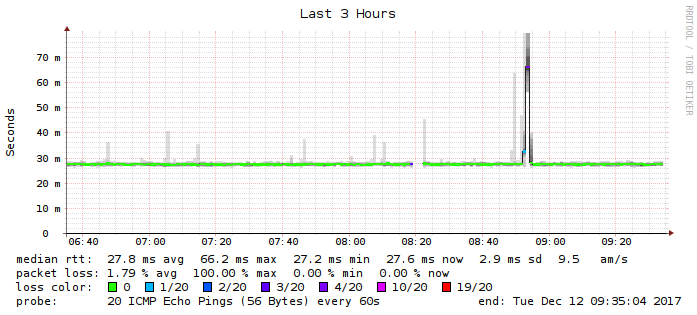 Last 3 Hours
RRDTOOL / TOBI OETIKER
Seconds
70 m
60 m
50 m
40 m
30 m
20 m
10 m
0
06:40 07:00 07:20 07:40 08:00 08:20 08:40 09:00 09:20
median rtt: 27.8 ms avg 66.2 ms max 27.2 ms min 27.6 ms now 2.9 ms sd 9.5 am/s
packet loss: 1.79 % avg 100.00 % max 0.00 % min 0.00 % now
loss color: 0 1/20 2/20 3/20 4/20 10/20 19/20
probe: 20 ICMP Echo Pings (56 Bytes) every 60s end: Tue Dec 12 09:35:04 2017